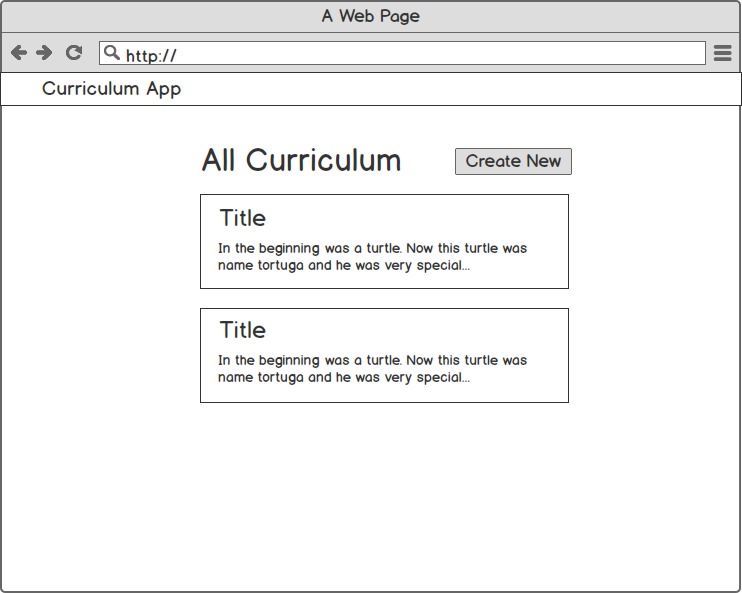 A Web Page
http://
Curriculum App
All Curriculum
Create New
Title
In the beginning was a turtle. Now this turtle was
name tortuga and he was very special...
Title
In the beginning was a turtle. Now this turtle was
name tortuga and he was very special...